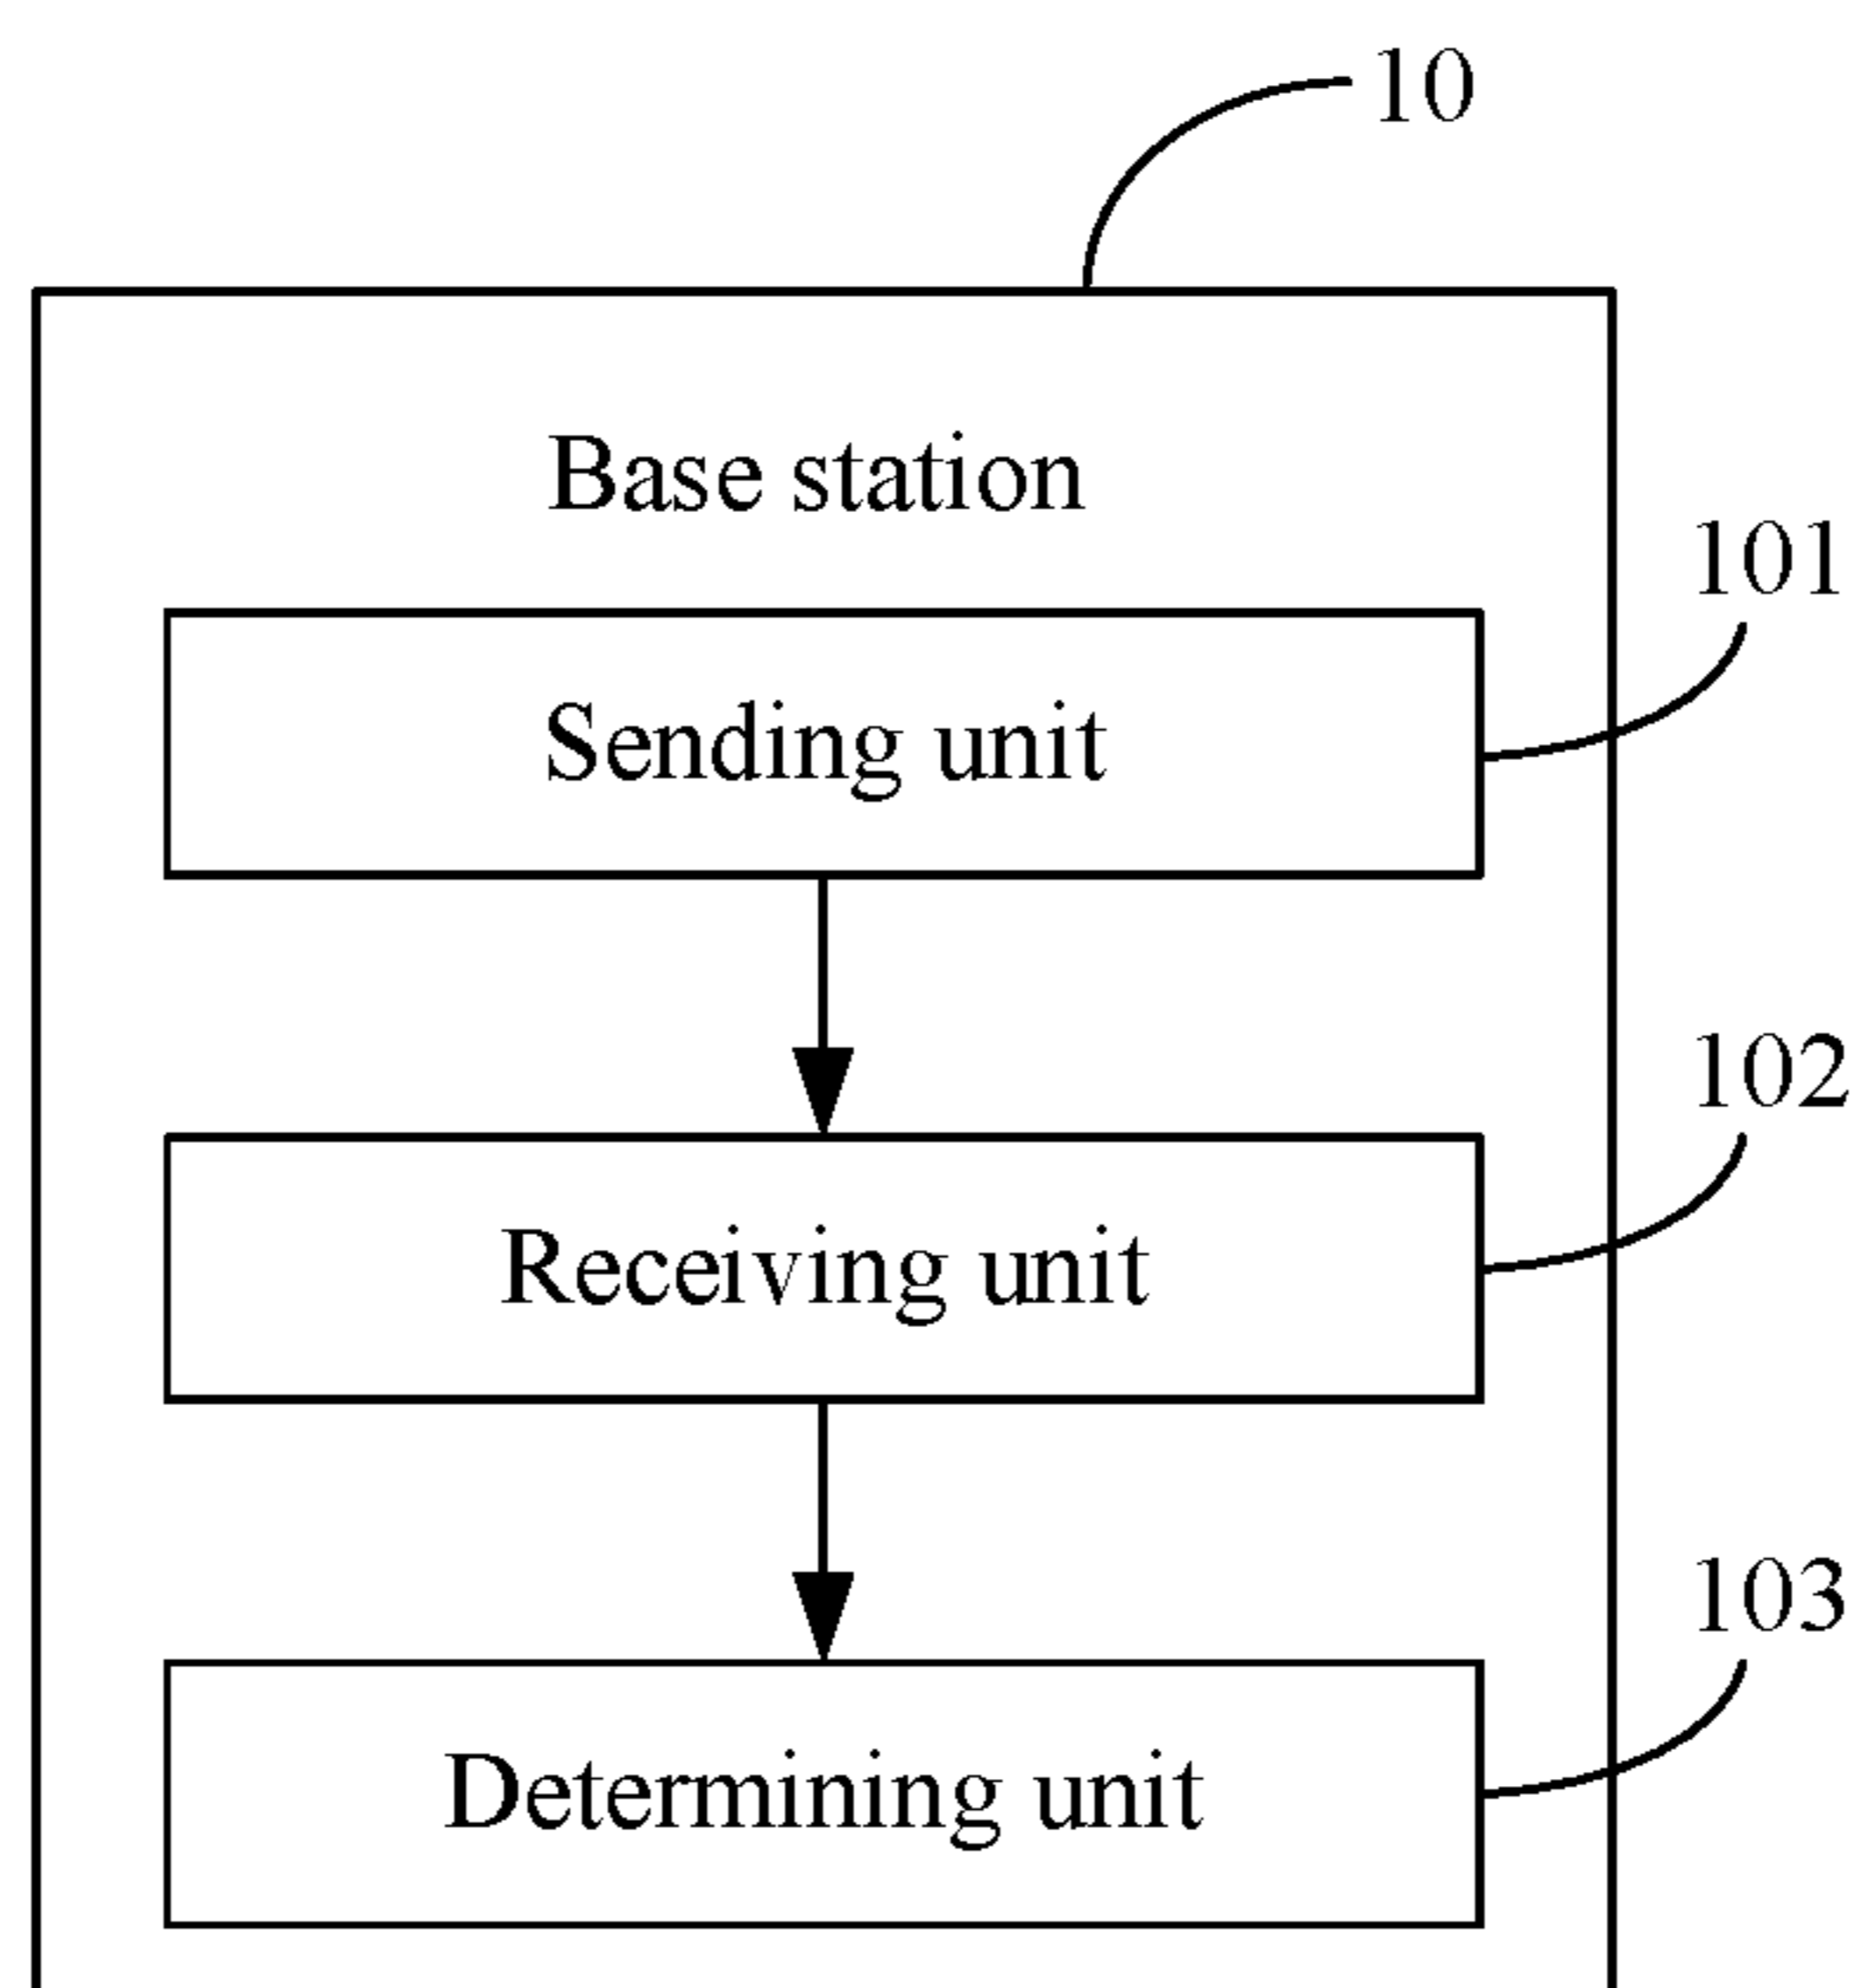 10
Base station
101
Sending unit
102
Receiving unit
103
Determining unit